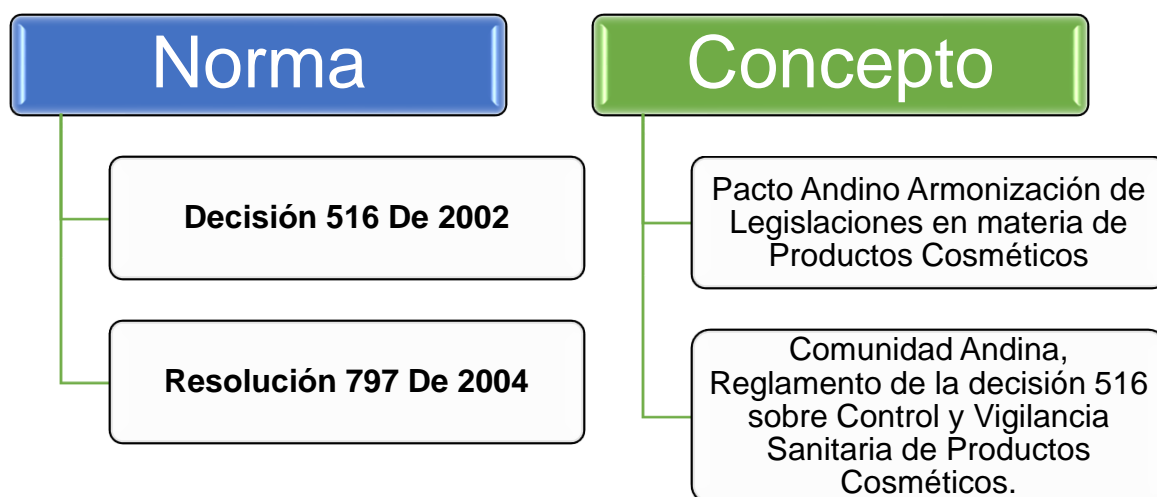 Norma
Concepto
Decisión 516 De 2002
Pacto Andino Armonización de
Legislaciones en materia de
Productos Cosméticos
Resolución 797 De 2004
Comunidad Andina,
Reglamento de la decisión 516
sobre Control y Vigilancia
Sanitaria de Productos
Cosméticos.